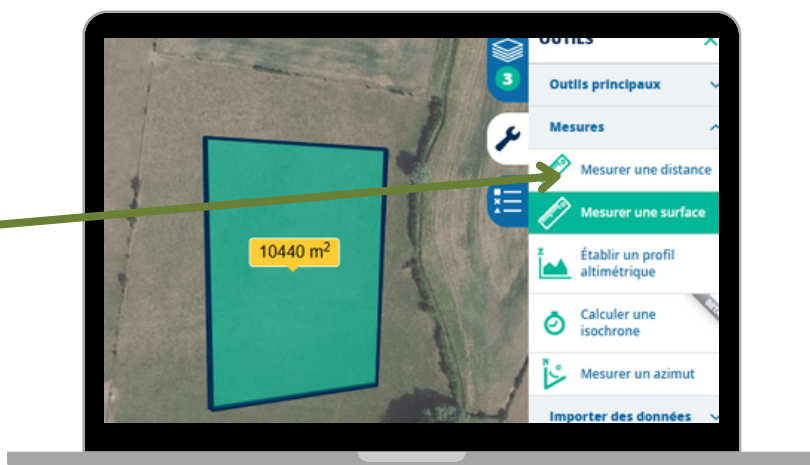 OUTILS
3
Outils principaux
Mesures
Mesurer une distance
Mesurer une surface
10440 m²
Établir un profil
altimétrique
Calculer une
isochrone
Mesurer un azimut
Importer des données